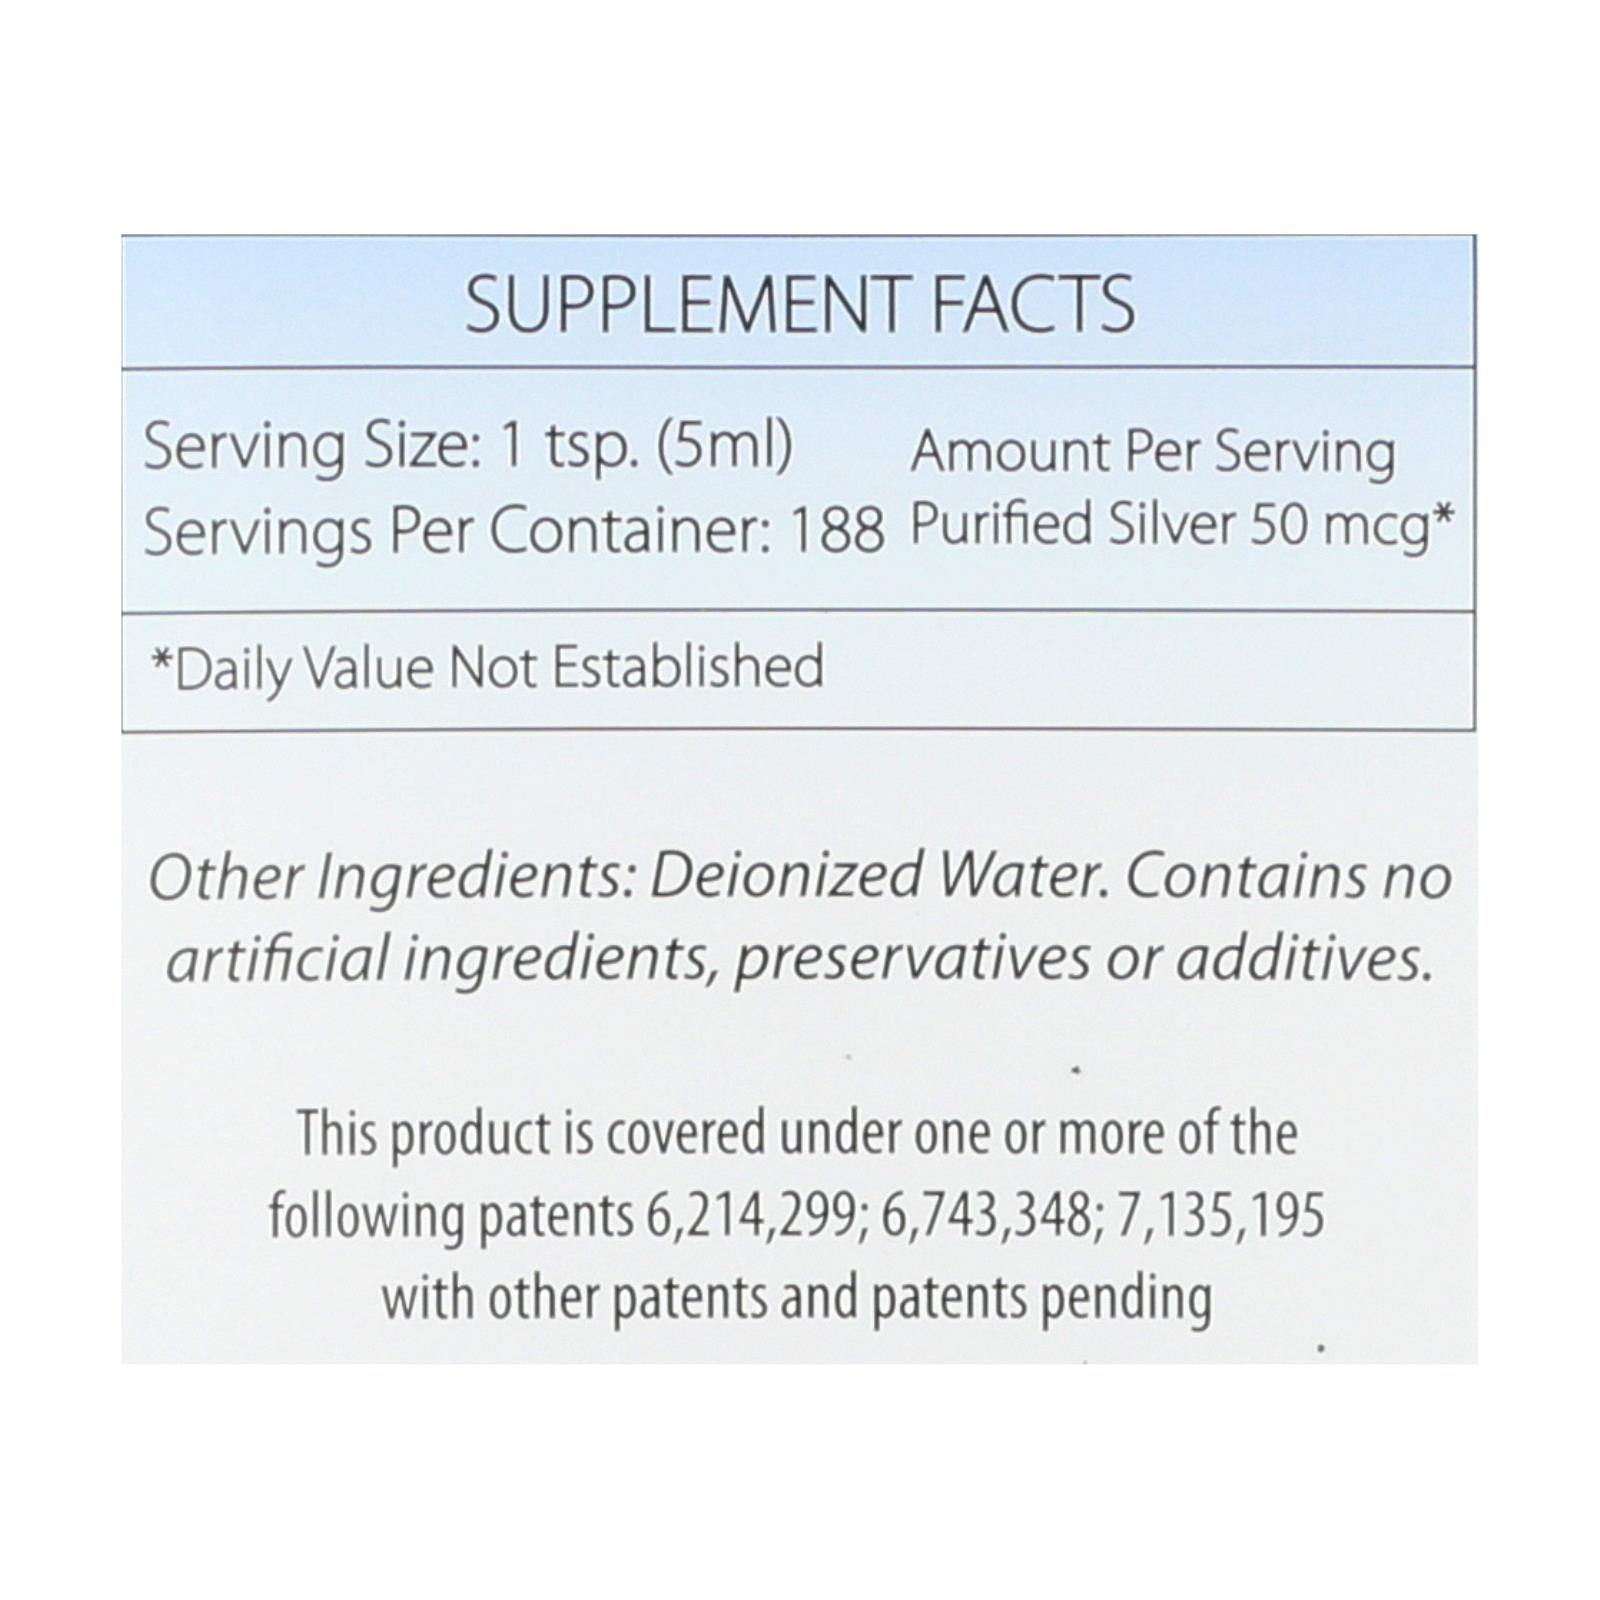 SUPPLEMENT FACTS
Serving Size: 1 tsp. (5ml)
Servings Per Container: 188
Amount Per Serving
Purified Silver 50 mcg*
*Daily Value Not Established
Other Ingredients: Deionized Water. Contains no
artificial ingredients, preservatives or additives.
This product is covered under one or more of the
following patents 6,214,299; 6,743,348; 7,135,195
with other patents and patents pending